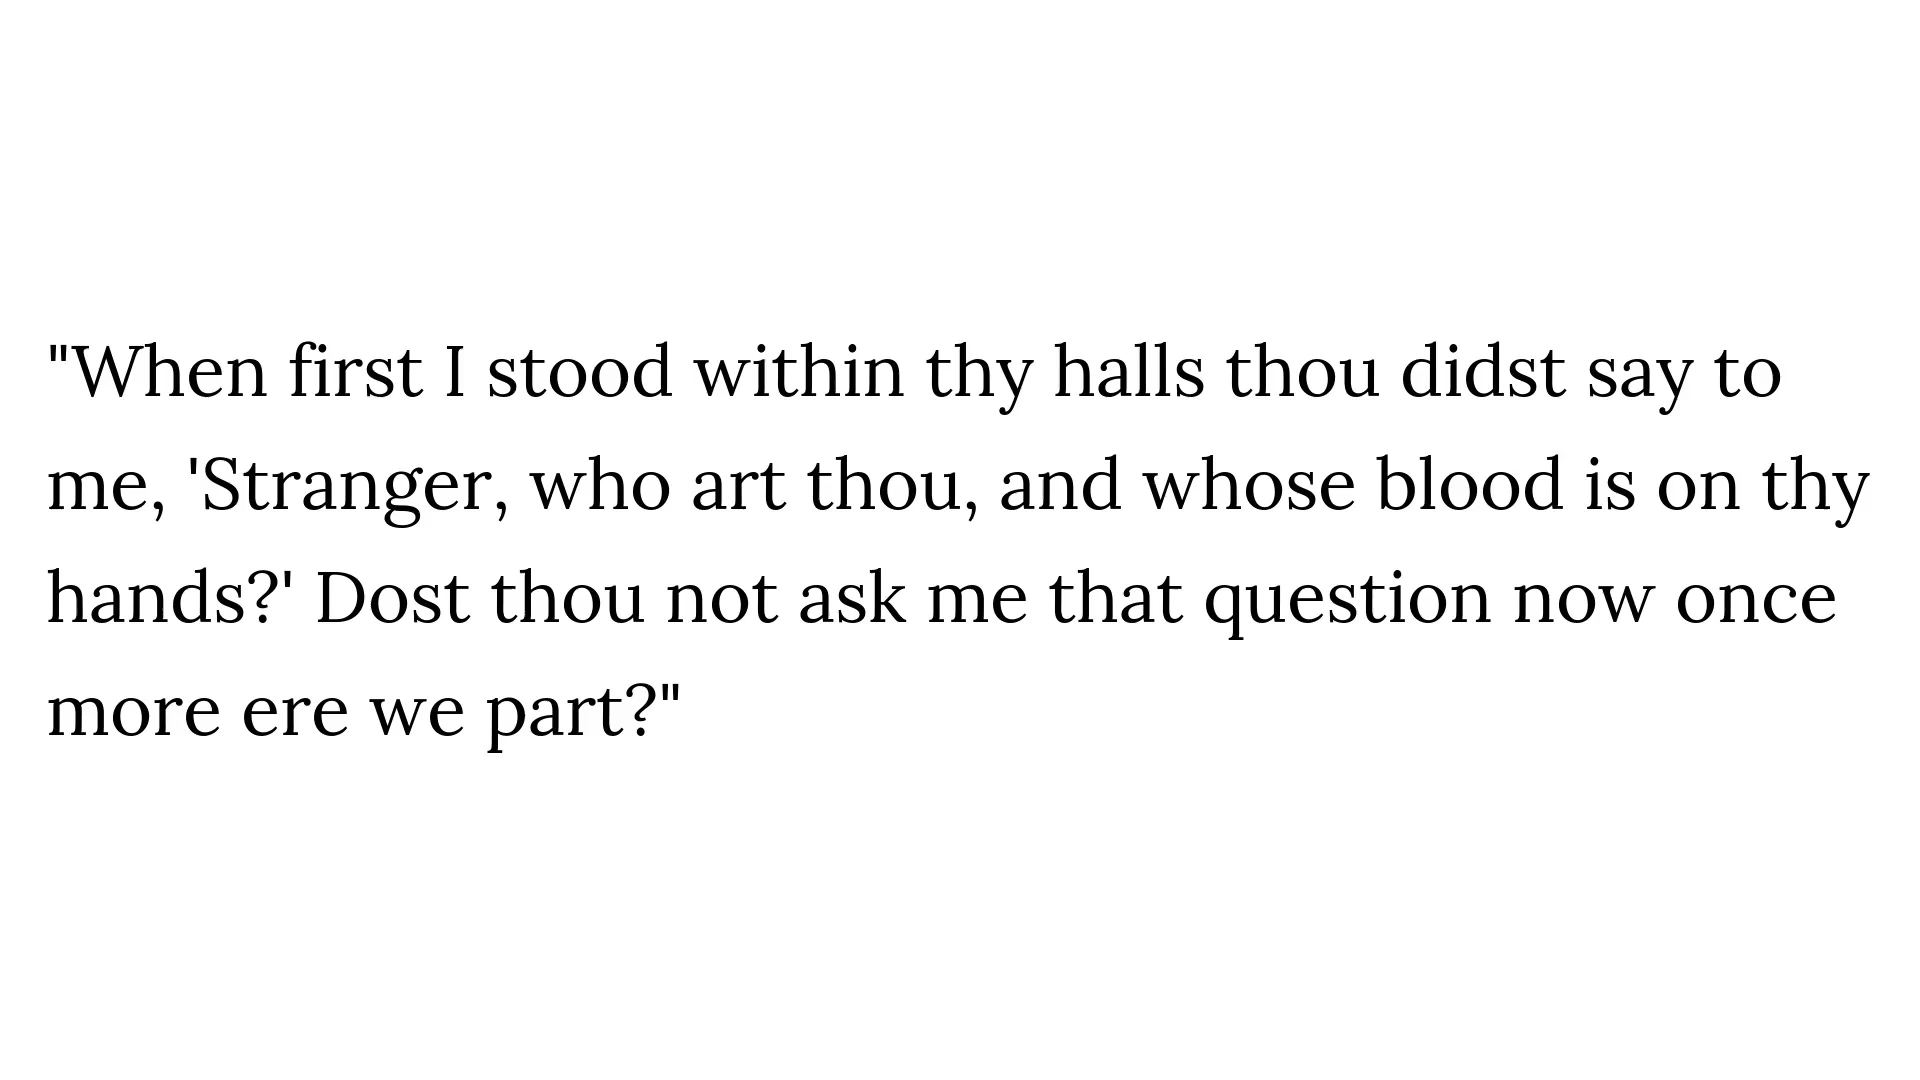 "When first I stood within thy halls thou didst say to
me, 'Stranger, who art thou, and whose blood is on thy
hands?' Dost thou not ask me that question now once
more ere we part?"